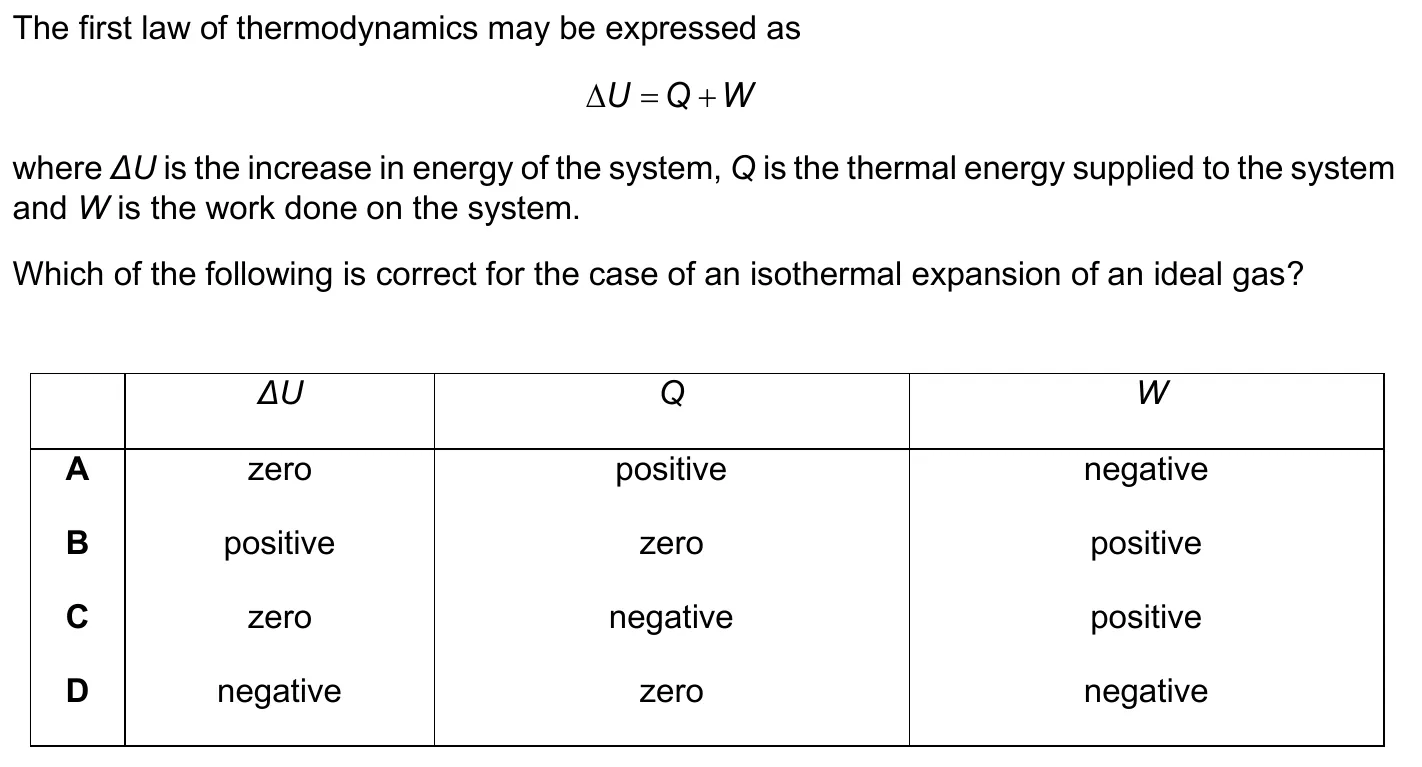 The first law of thermodynamics may be expressed as
ΔU = Q + W
where ΔU is the increase in energy of the system, Q is the thermal energy supplied to the system
and W is the work done on the system.
Which of the following is correct for the case of an isothermal expansion of an ideal gas?
ΔU Q W
A zero positive negative
B positive zero positive
C zero negative positive
D negative zero negative